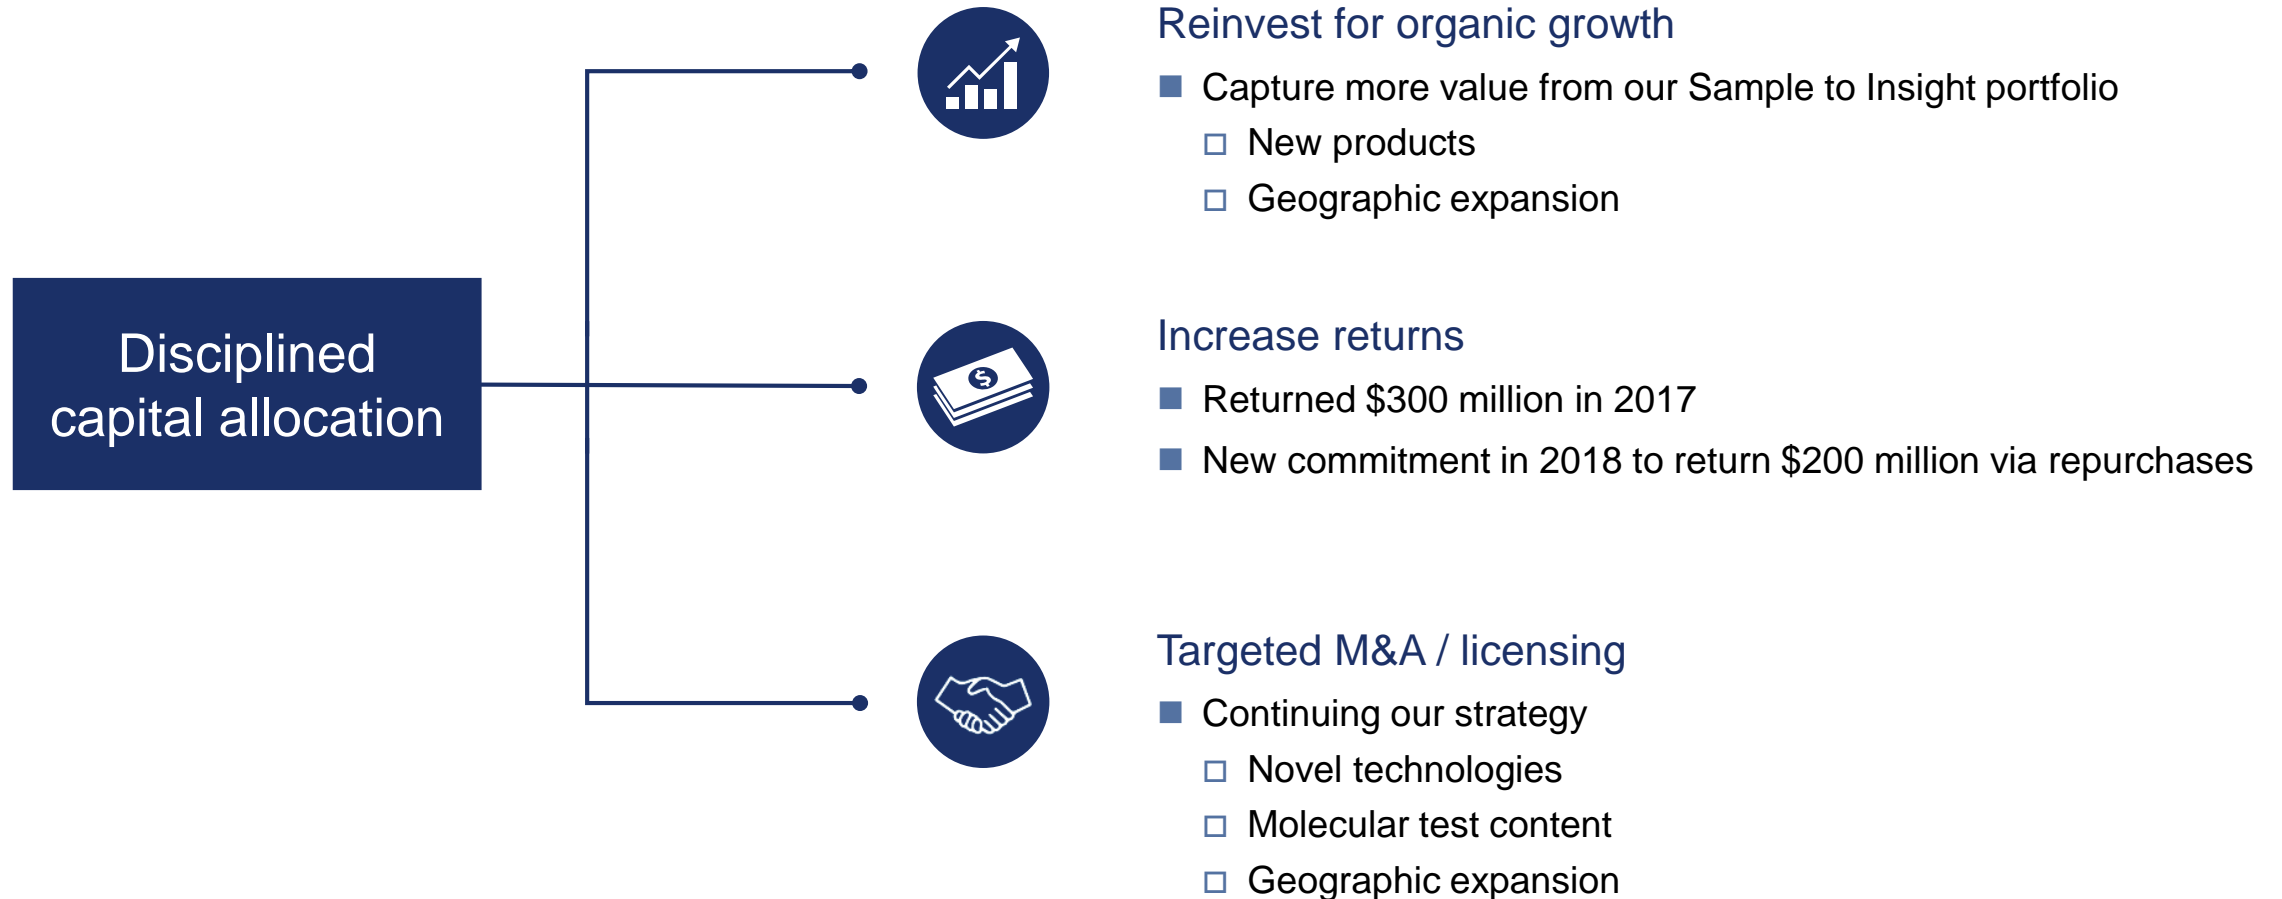 Disciplined
capital allocation
Reinvest for organic growth
Capture more value from our Sample to Insight portfolio
New products
Geographic expansion
$
Increase returns
Returned $300 million in 2017
New commitment in 2018 to return $200 million via repurchases
Targeted M&A / licensing
Continuing our strategy
Novel technologies
Molecular test content
Geographic expansion